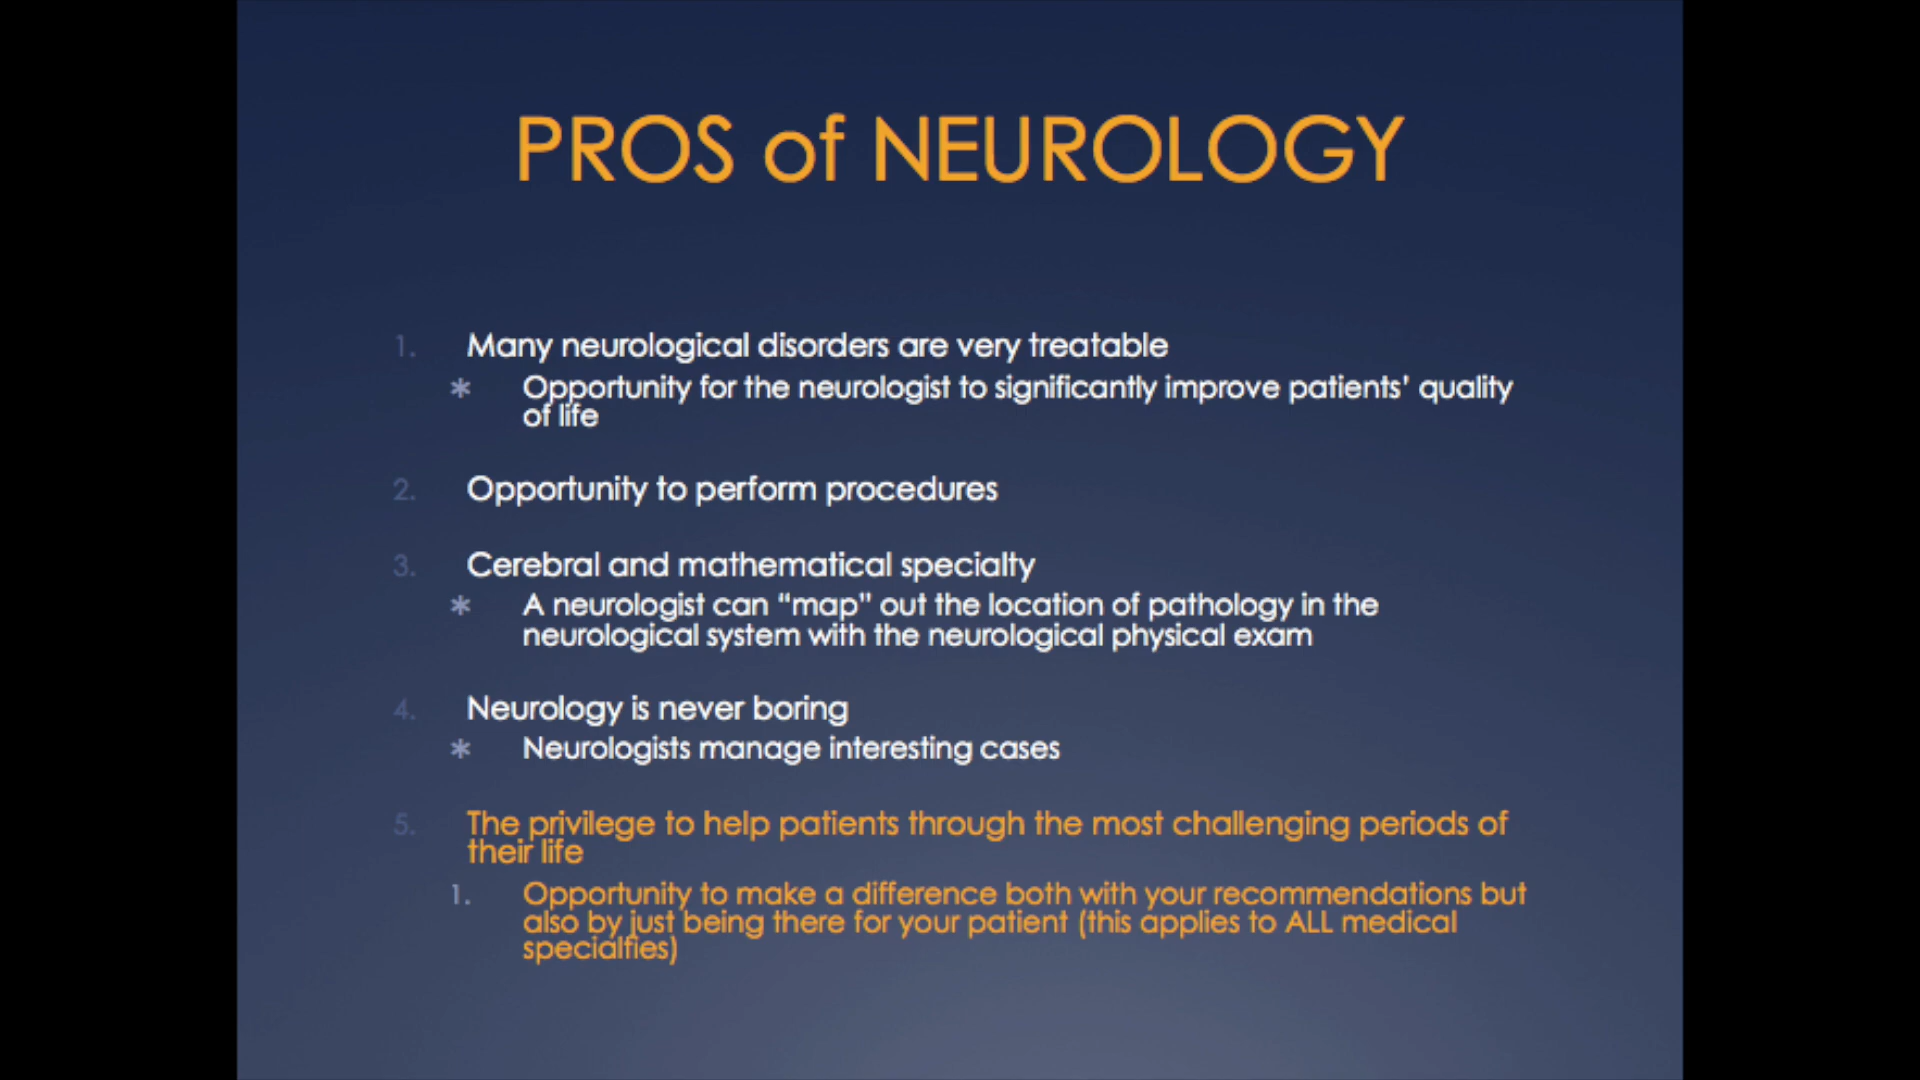 PROS of NEUROLOGY
1. Many neurological disorders are very treatable
* Opportunity for the neurologist to significantly improve patients' quality
of life
2. Opportunity to perform procedures
3. Cerebral and mathematical specialty
* A neurologist can “map” out the location of pathology in the
neurological system with the neurological physical exam
4. Neurology is never boring
* Neurologists manage interesting cases
5. The privilege to help patients through the most challenging periods of
their life
1. Opportunity to make a difference both with your recommendations but
also by just being there for your patient (this applies to ALL medical
specialties)